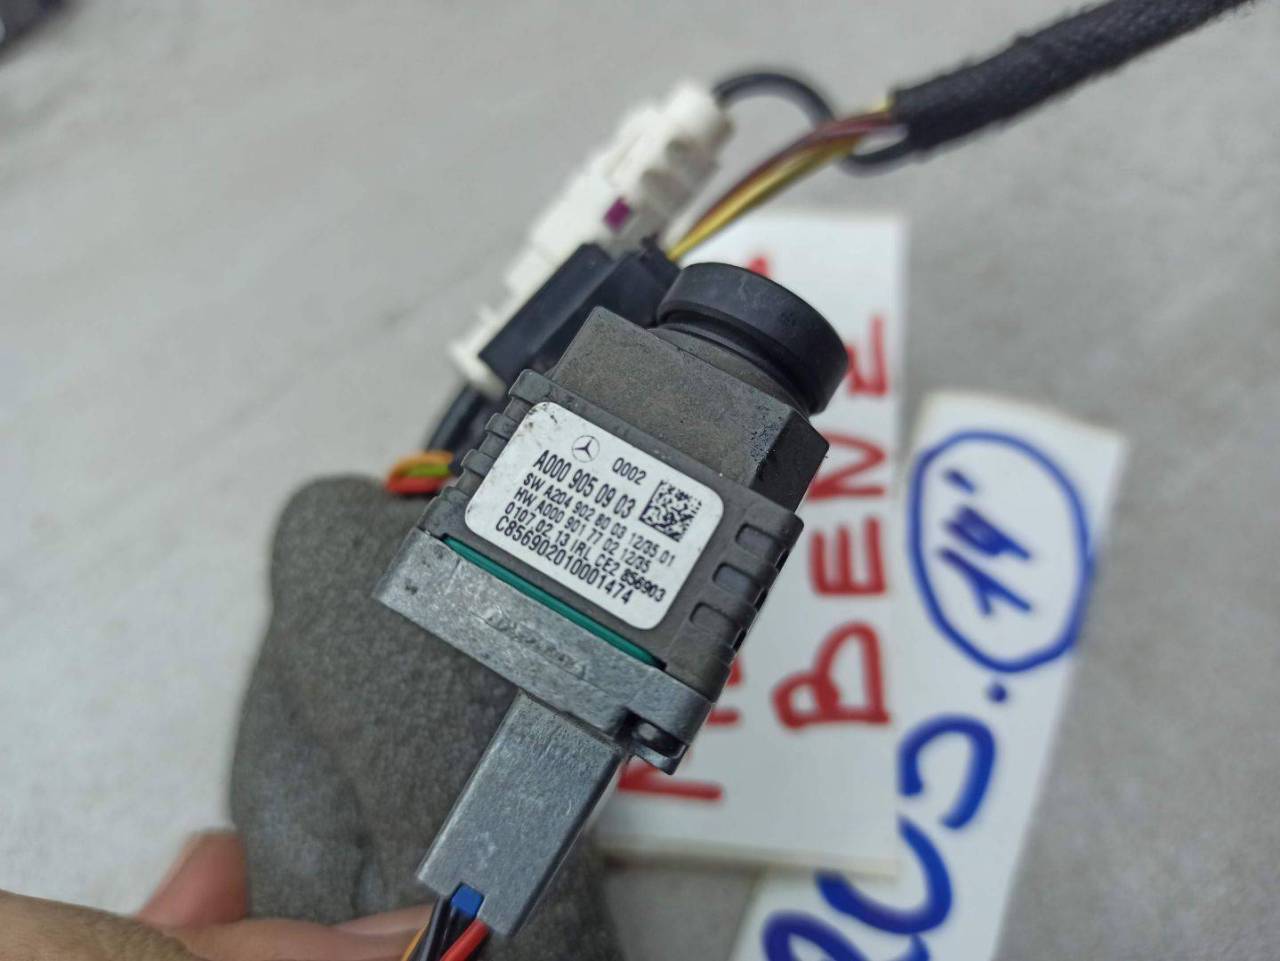 Q002
A000 905 09 03
SW A204 902 80 03 12/35 01
HW A000 901 77 02 12/35
0107.02.13 IRL CE2 856903
C856902010001474
BENZ
14'